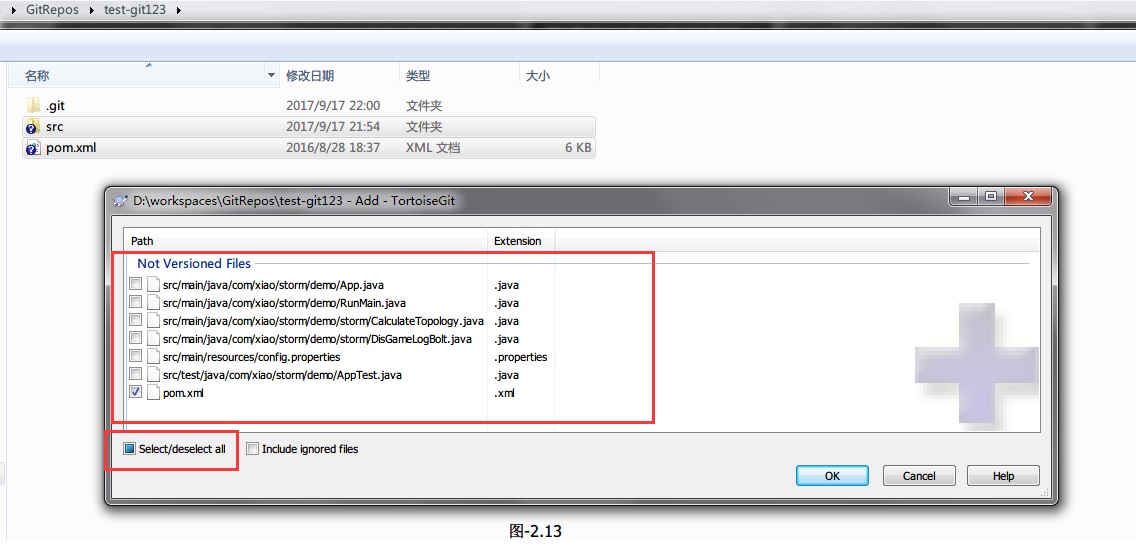 GitRepos test-git123
名称 修改日期 类型 大小
.git 2017/9/17 22:00 文件夹
src 2017/9/17 21:54 文件夹
pom.xml 2016/8/28 18:37 XML 文档 6 KB
D:\workspaces\GitRepos\test-git123 - Add - TortoiseGit
Path Extension
Not Versioned Files
src/main/java/com/xiao/storm/demo/App.java .java
src/main/java/com/xiao/storm/demo/RunMain.java .java
src/main/java/com/xiao/storm/demo/storm/CalculateTopology.java .java
src/main/java/com/xiao/storm/demo/storm/DisGameLogBolt.java .java
src/main/resources/config.properties .properties
src/test/java/com/xiao/storm/demo/AppTest.java .java
pom.xml .xml
Select/deselect all Include ignored files
OK Cancel Help
图-2.13